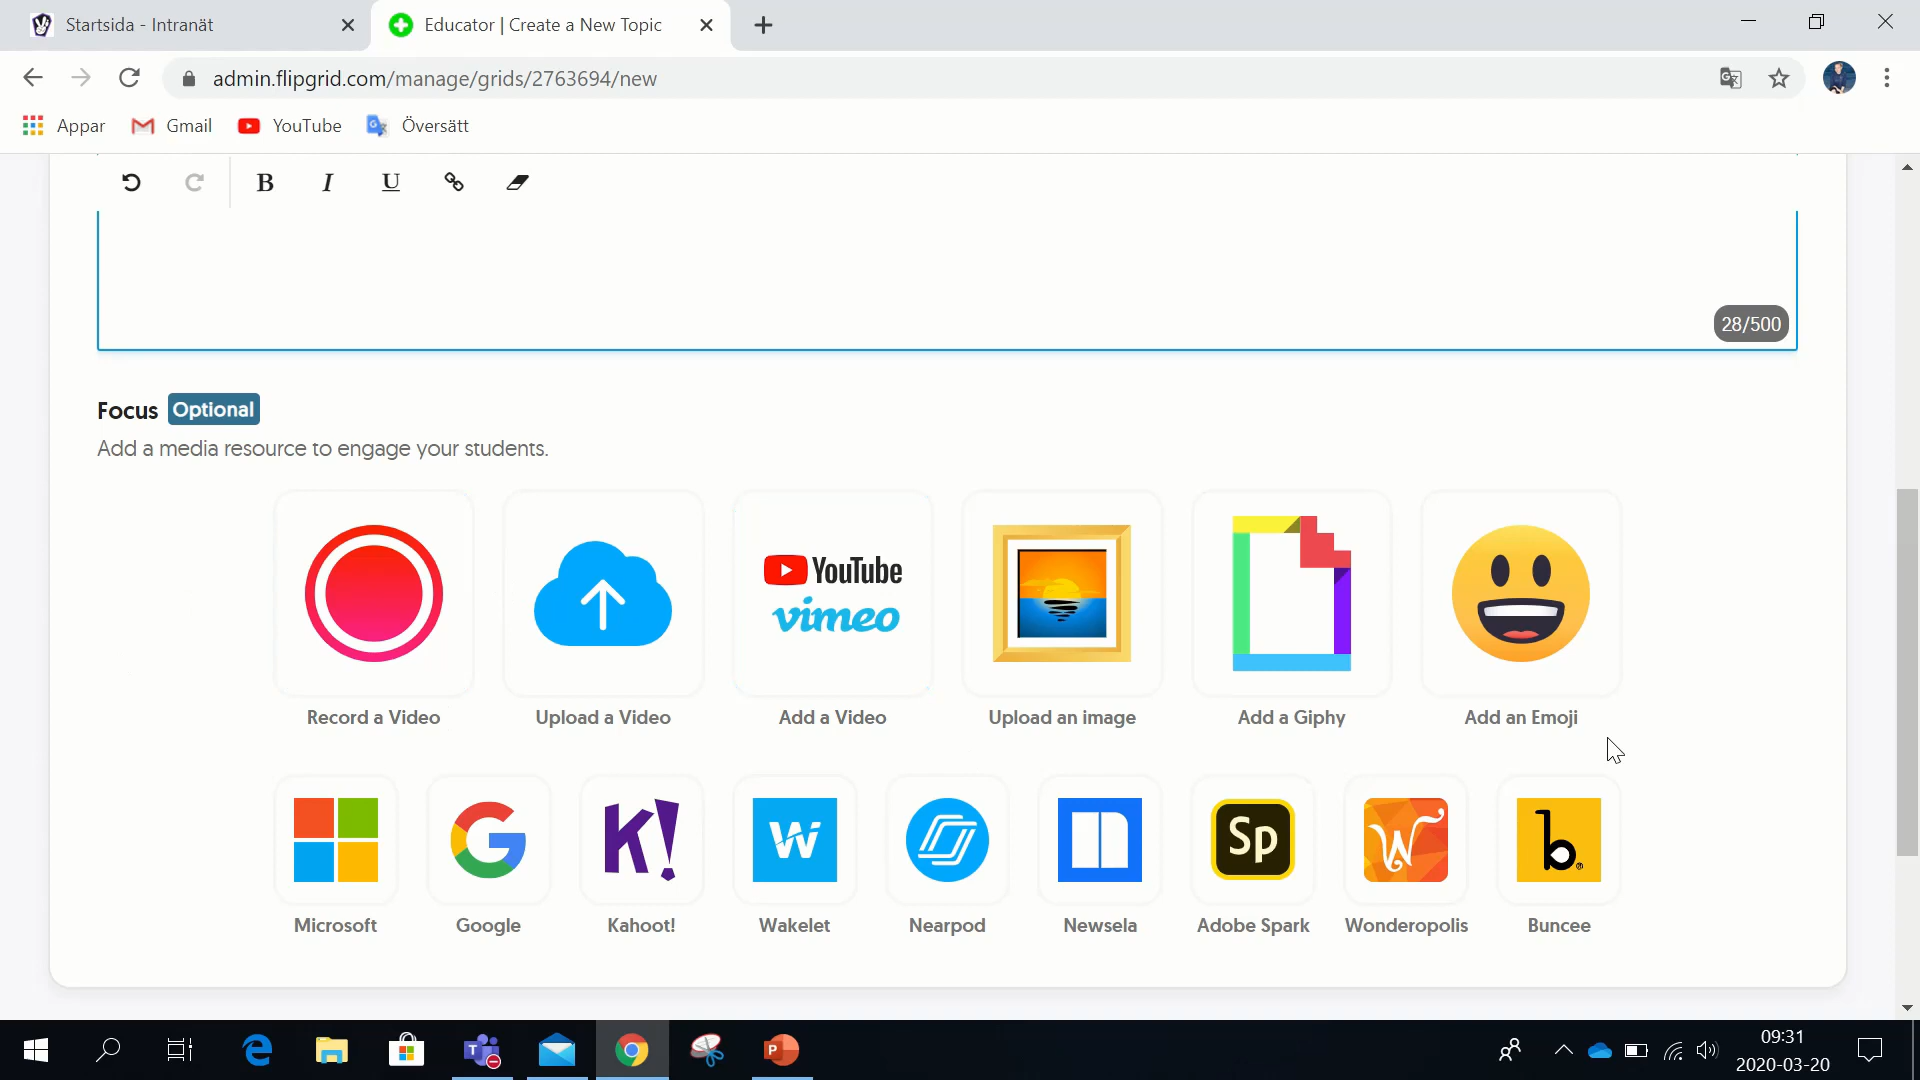 Startsida - Intranät
Educator | Create a New Topic
admin.flipgrid.com/manage/grids/2763694/new
Appar
Gmail
YouTube
Översätt
B I U
28/500
Focus Optional
Add a media resource to engage your students.
YouTube
vimeo
Record a Video
Upload a Video
Add a Video
Upload an image
Add a Giphy
Add an Emoji
G
K!
W
Sp
W
b
Microsoft
Google
Kahoot!
Wakelet
Nearpod
Newsela
Adobe Spark
Wonderopolis
Buncee
09:31
2020-03-20